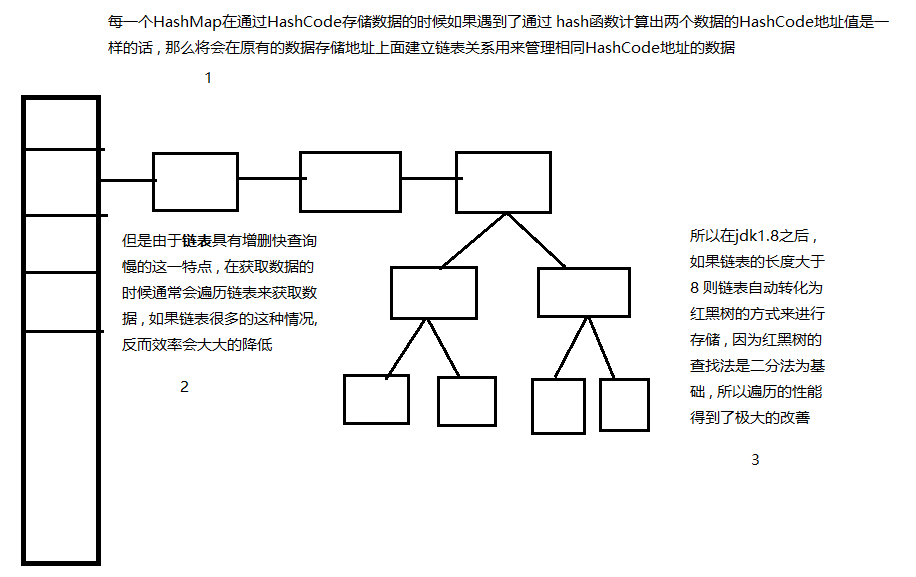 每一个HashMap在通过HashCode存储数据的时候如果遇到了通过 hash函数计算出两个数据的HashCode地址值是一
样的话 , 那么将会在原有的数据存储地址上面建立链表关系用来管理相同HashCode地址的数据
1
但是由于链表具有增删快查询
慢的这一特点 , 在获取数据的
时候通常会遍历链表来获取数
据 , 如果链表很多的这种情况,
反而效率会大大的降低
2
所以在jdk1.8之后 ,
如果链表的长度大于
8 则链表自动转化为
红黑树的方式来进行
存储 , 因为红黑树的
查找法是二分法为基
础 , 所以遍历的性能
得到了极大的改善
3